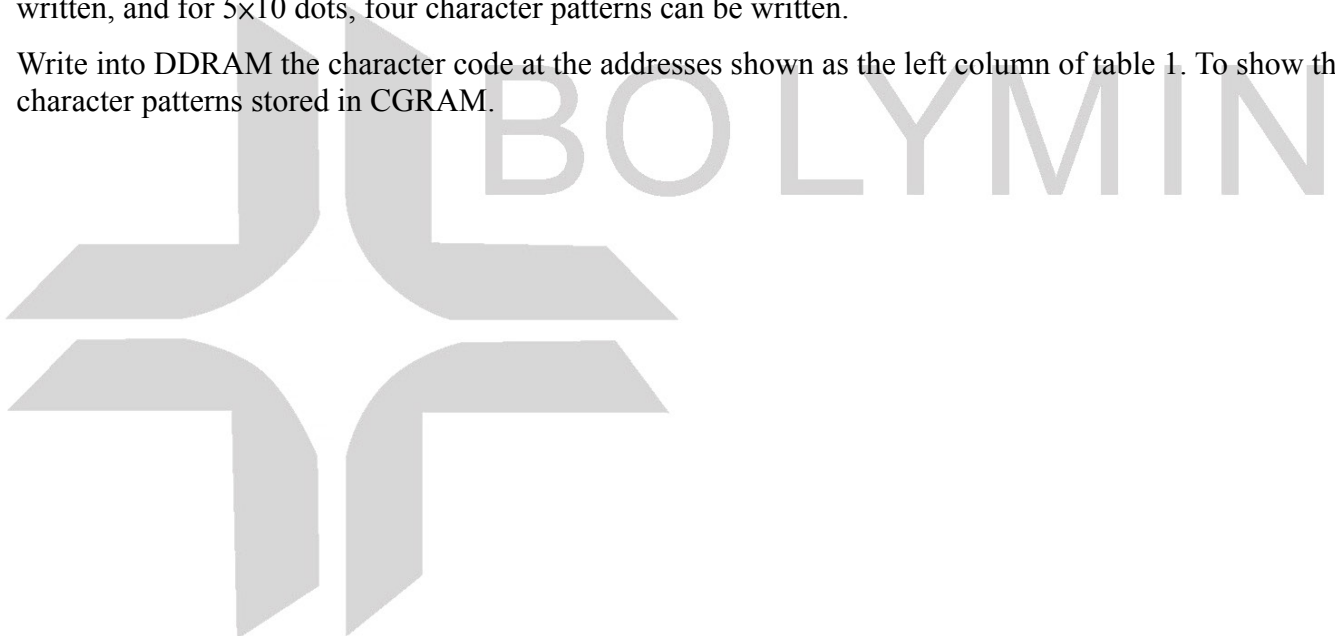 written, and for 5×10 dots, four character patterns can be written.
Write into DDRAM the character code at the addresses shown as the left column of table 1. To show th
character patterns stored in CGRAM.
BOLYMIN